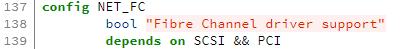 137 config NET_FC
138 bool "Fibre Channel driver support"
139 depends on SCSI && PCI